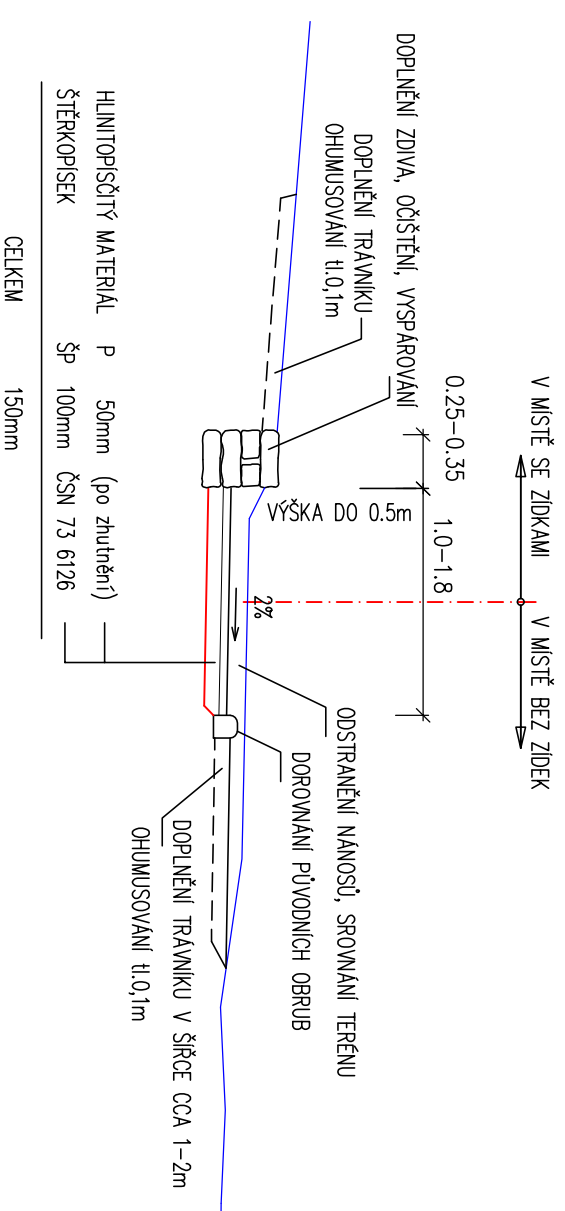 V MÍSTĚ SE ZÍDKAMI
V MÍSTĚ BEZ ZÍDEK
0.25-0.35
1.0-1.8
DOPLNĚNÍ ZDIVA, OČIŠTĚNÍ, VYSPÁROVÁNÍ
DOPLNĚNÍ TRÁVNÍKU
OHUMUSOVÁNÍ tl.0,1m
VÝŠKA DO 0.5m
2%
ODSTRANĚNÍ NÁNOSŮ, SROVNÁNÍ TERÉNU
DOROVNÁNÍ PŮVODNÍCH OBRUB
DOPLNĚNÍ TRÁVNÍKU V ŠÍŘCE CCA 1-2m
OHUMUSOVÁNÍ tl.0,1m
HLINITOPÍSČITÝ MATERIÁL P 50mm (po zhutnění)
ŠTĚRKOPÍSEK ŠP 100mm ČSN 73 6126
CELKEM 150mm